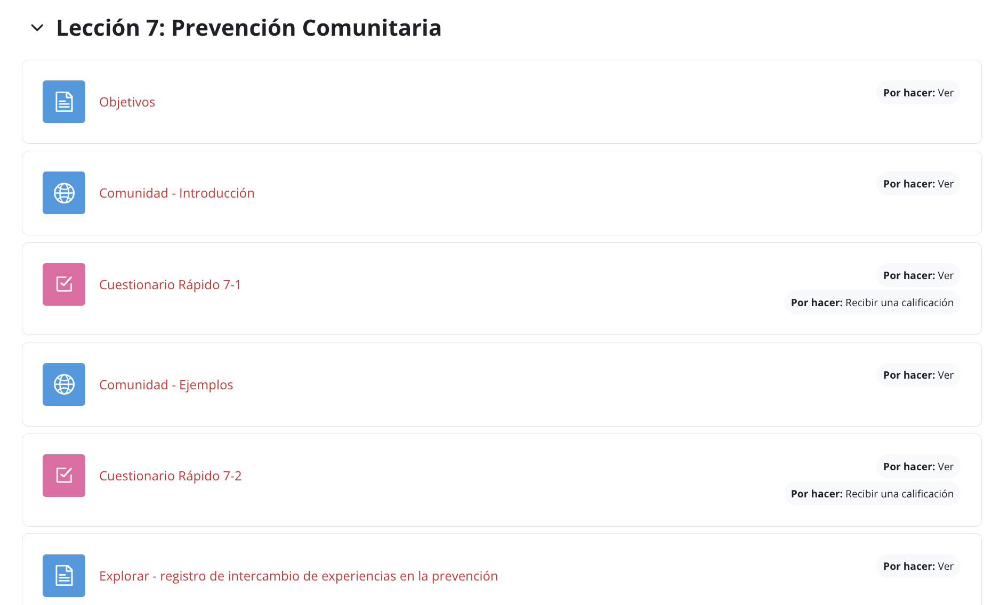 Lección 7: Prevención Comunitaria
Objetivos
Por hacer: Ver
Comunidad - Introducción
Por hacer: Ver
Cuestionario Rápido 7-1
Por hacer: Ver
Por hacer: Recibir una calificación
Comunidad - Ejemplos
Por hacer: Ver
Cuestionario Rápido 7-2
Por hacer: Ver
Por hacer: Recibir una calificación
Explorar - registro de intercambio de experiencias en la prevención
Por hacer: Ver